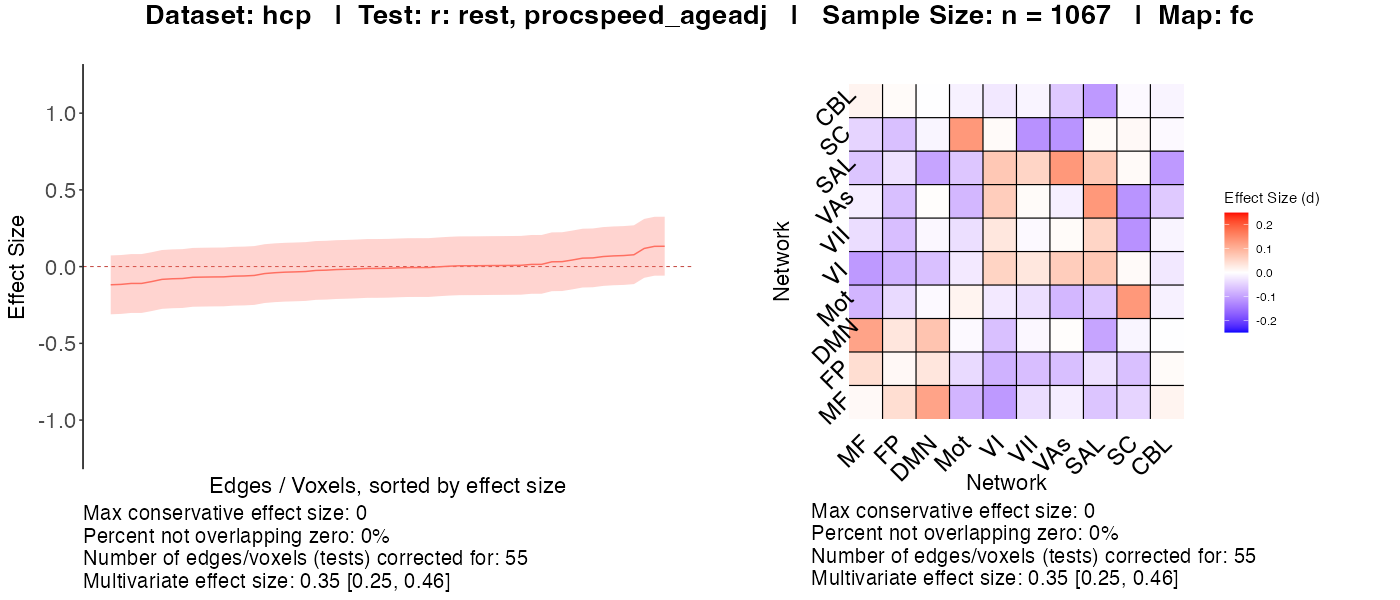 Dataset: hcp | Test: r: rest, procspeed_ageadj | Sample Size: n = 1067 | Map: fc
Effect Size
1.0
0.5
0.0
-0.5
-1.0
Edges / Voxels, sorted by effect size
Max conservative effect size: 0
Percent not overlapping zero: 0%
Number of edges/voxels (tests) corrected for: 55
Multivariate effect size: 0.35 [0.25, 0.46]
Network
CBL
SC
SAL
VAs
VII
VI
Mot
DMN
FP
MF
MF
FP
DMN
Mot
VI
VII
VAs
SAL
SC
CBL
Network
Effect Size (d)
0.2
0.1
0.0
-0.1
-0.2
Max conservative effect size: 0
Percent not overlapping zero: 0%
Number of edges/voxels (tests) corrected for: 55
Multivariate effect size: 0.35 [0.25, 0.46]